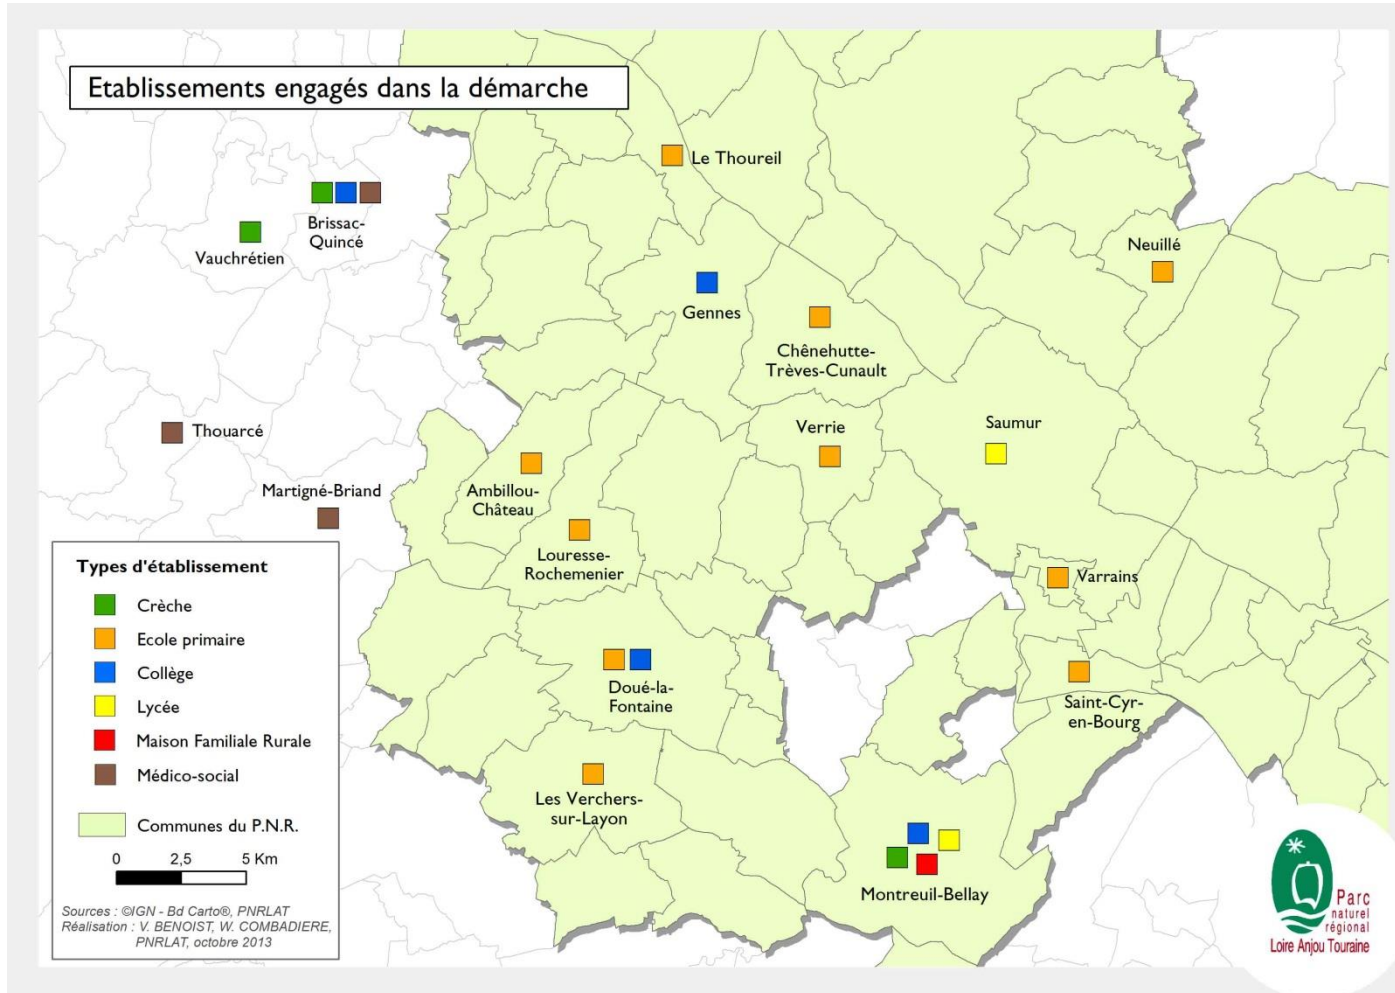 Etablissements engagés dans la démarche
Le Thoureil
Brissac-
Quincé
Vauchrétien
Neuillé
Gennes
Chênehutte-
Trèves-Cunault
Thouarcé
Verrie
Saumur
Martigné-Briand
Ambillou-
Château
Louresse-
Rochemenier
Varrains
Doué-la-
Fontaine
Saint-Cyr-
en-Bourg
Les Verchers-
sur-Layon
Montreuil-Bellay
Types d'établissement
Crèche
Ecole primaire
Collège
Lycée
Maison Familiale Rurale
Médico-social
Communes du P.N.R.
0 2,5 5 Km
Sources : ©IGN - Bd Carto®, PNRLAT
Réalisation : V. BENOIST, W. COMBADIERE,
PNRLAT, octobre 2013
Parc
naturel
régional
Loire Anjou Touraine